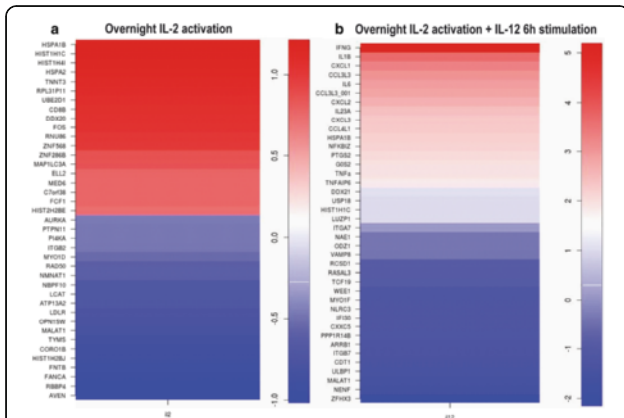 a Overnight IL-2 activation
HSPA1B
HIST1H1C
HIST1H4I
HSPA2
TNNT3
RPL31P11
UBE2D1
CD8B
DDX20
FOS
RNU86
ZNF568
ZNF286B
MAP1LC3A
ELL2
MED6
C7orf38
FCF1
HIST2H2BE
AURKA
PTPN11
PI4KA
ITGB2
MYO1D
RAD50
NMNAT1
NBPF10
LCAT
ATP13A2
LDLR
OPN1SW
MALAT1
TYMS
CORO1B
HIST1H2BJ
FNTB
FANCA
RBBP4
AVEN
1.0
0.5
0.0
-0.5
-1.0
b Overnight IL-2 activation + IL-12 6h stimulation
IFNG
IL1B
CXCL1
CCL3L3
IL6
CCL3L3_001
CXCL2
IL23A
CXCL3
CCL4L1
HSPA1B
NFKBIZ
PTGS2
G0S2
TNFa
TNFAIP6
DDX21
USP18
HIST1H1C
LUZP1
ITGA7
NAE1
ODZ1
VAMP8
RCSD1
RASAL3
TCF19
WEE1
MYO1F
NLRC3
IFI30
CXXC5
PPP1R14B
ARRB1
ITGB7
CDT1
ULBP1
MALAT1
NENF
ZFHX3
5
4
3
2
1
0
-1
-2